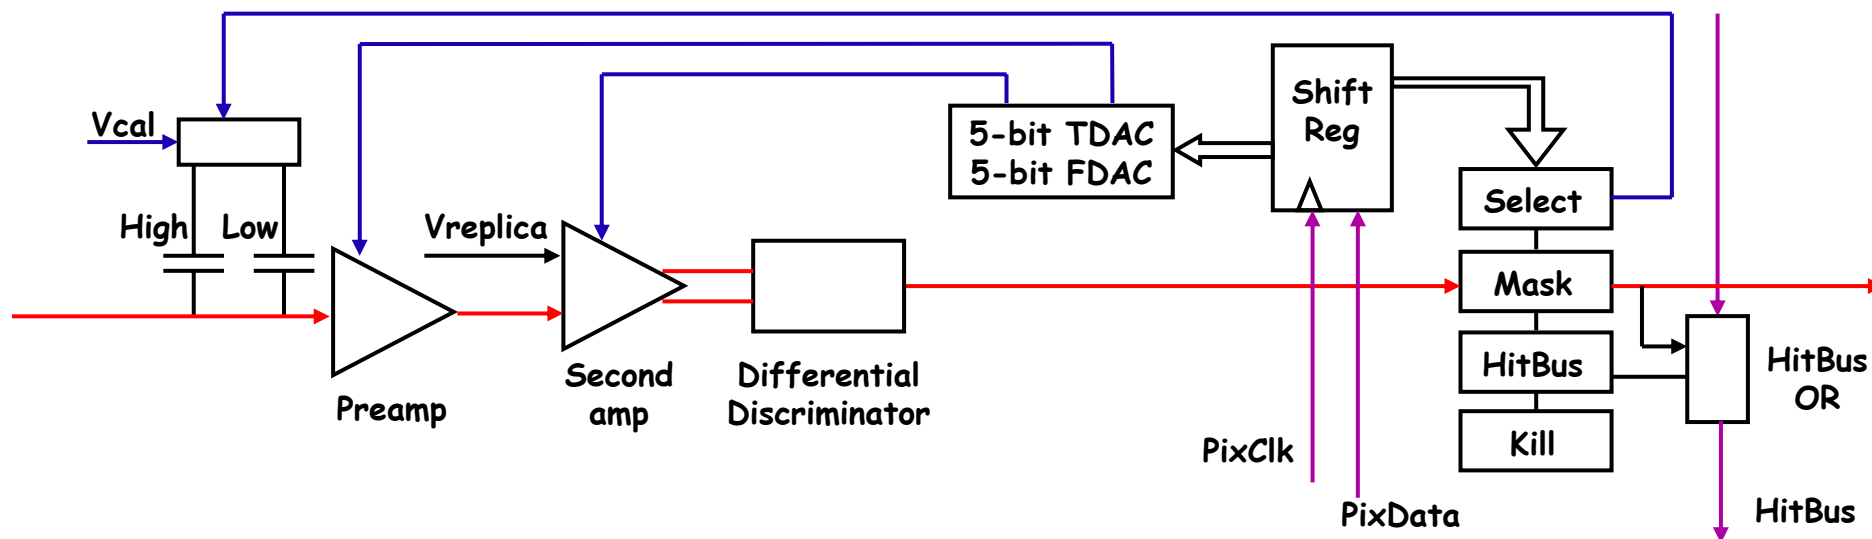 Vcal
High
Low
Preamp
Vreplica
Second
amp
Differential
Discriminator
5-bit TDAC
5-bit FDAC
Shift
Reg
PixClk
PixData
Select
Mask
HitBus
Kill
HitBus
OR
HitBus